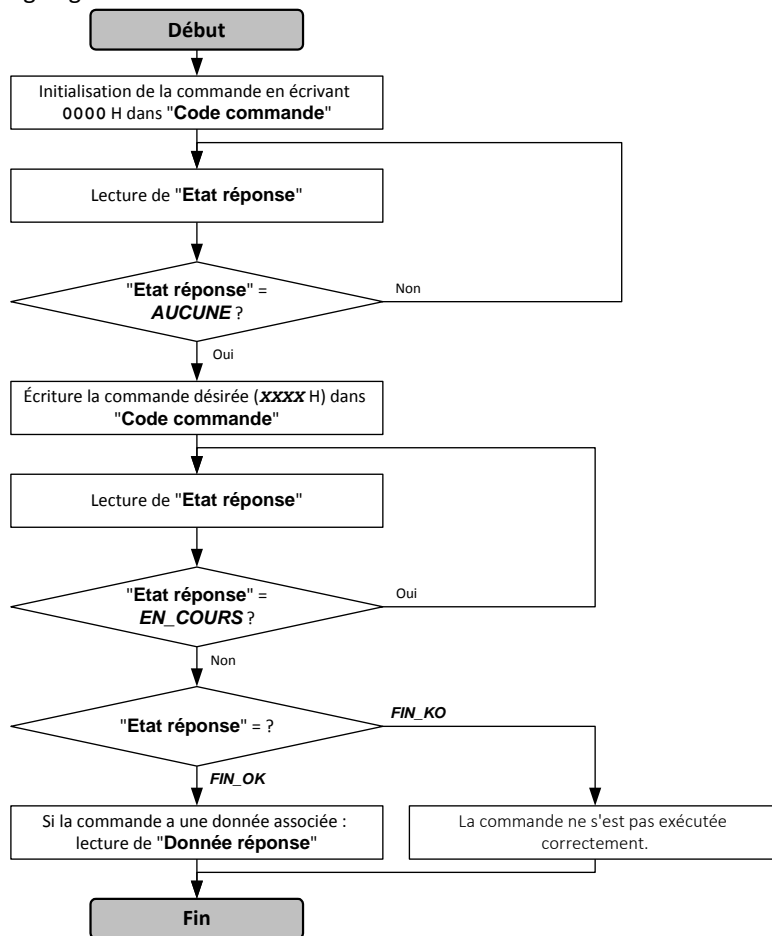 Début
Initialisation de la commande en écrivant
0000 H dans "Code commande"
Lecture de "Etat réponse"
"Etat réponse" =
AUCUNE ?
Non
Oui
Écriture la commande désirée (XXXX H) dans
"Code commande"
Lecture de "Etat réponse"
"Etat réponse" =
EN_COURS ?
Oui
Non
"Etat réponse" = ?
FIN_KO
FIN_OK
Si la commande a une donnée associée :
lecture de "Donnée réponse"
La commande ne s'est pas exécutée
correctement.
Fin